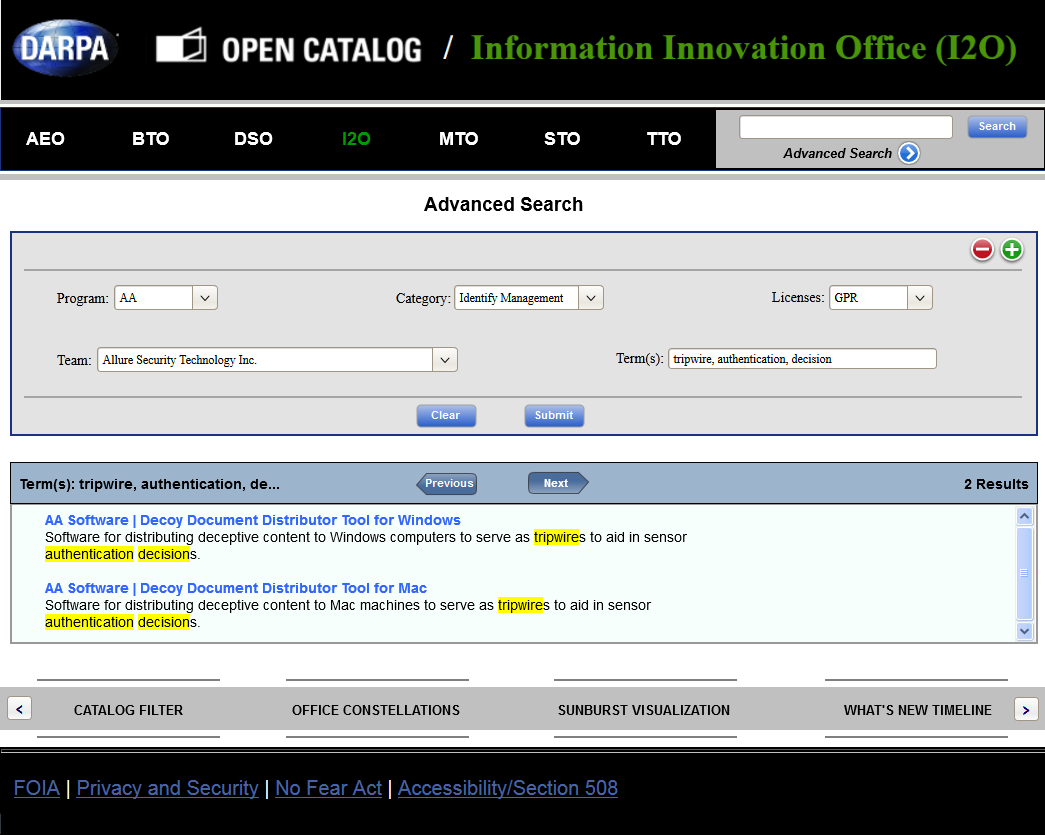 DARPA OPEN CATALOG / Information Innovation Office (I2O)
AEO BTO DSO I2O MTO STO TTO
Search
Advanced Search
Advanced Search
Program: AA Category: Identify Management Licenses: GPR
Team: Allure Security Technology Inc. Term(s): tripwire, authentication, decision
Clear Submit
Term(s): tripwire, authentication, de... Previous Next 2 Results
AA Software | Decoy Document Distributor Tool for Windows
Software for distributing deceptive content to Windows computers to serve as tripwires to aid in sensor
authentication decisions.
AA Software | Decoy Document Distributor Tool for Mac
Software for distributing deceptive content to Mac machines to serve as tripwires to aid in sensor
authentication decisions.
< CATALOG FILTER OFFICE CONSTELLATIONS SUNBURST VISUALIZATION WHAT'S NEW TIMELINE >
FOIA | Privacy and Security | No Fear Act | Accessibility/Section 508